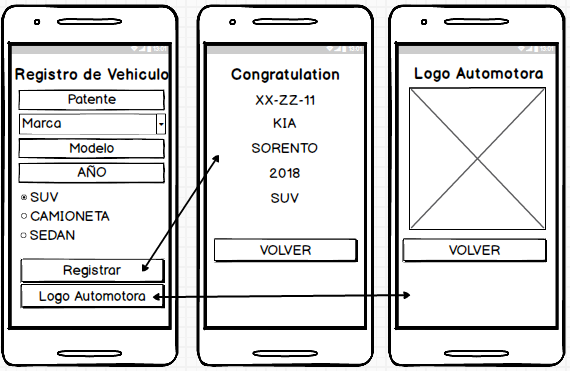 Registro de Vehiculo
Patente
Marca
Modelo
AÑO
SUV
CAMIONETA
SEDAN
Registrar
Logo Automotora
Congratulation
XX-ZZ-11
KIA
SORENTO
2018
SUV
VOLVER
Logo Automotora
VOLVER